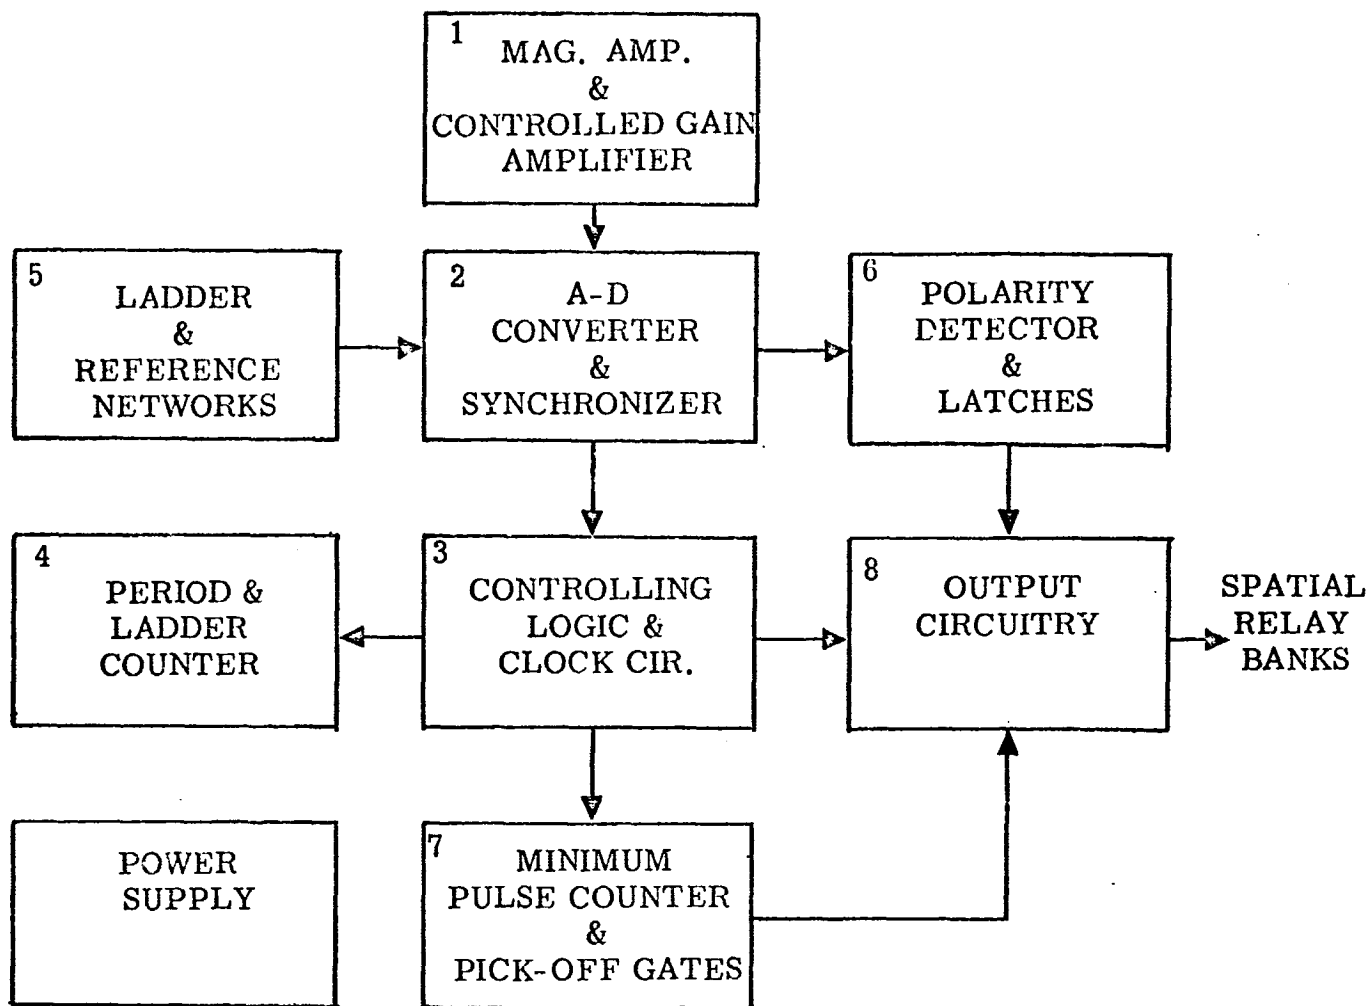 1
MAG. AMP.
&
CONTROLLED GAIN
AMPLIFIER
5
LADDER
&
REFERENCE
NETWORKS
2
A-D
CONVERTER
&
SYNCHRONIZER
6
POLARITY
DETECTOR
&
LATCHES
4
PERIOD &
LADDER
COUNTER
3
CONTROLLING
LOGIC &
CLOCK CIR.
8
OUTPUT
CIRCUITRY
SPATIAL
RELAY
BANKS
POWER
SUPPLY
7
MINIMUM
PULSE COUNTER
&
PICK-OFF GATES